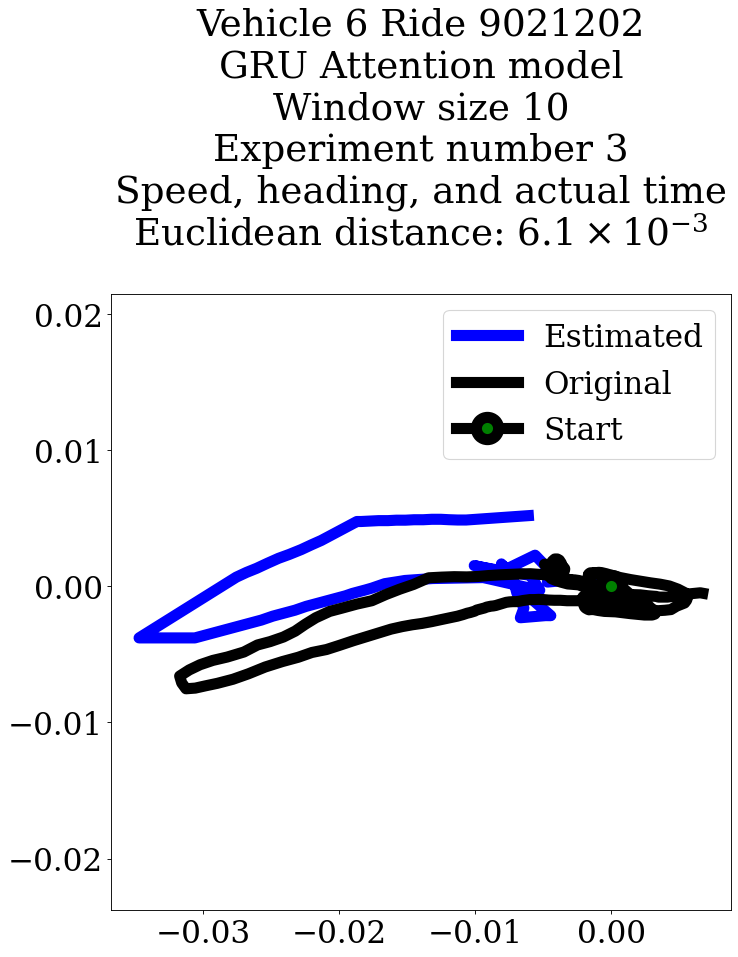 Vehicle 6 Ride 9021202
GRU Attention model
Window size 10
Experiment number 3
Speed, heading, and actual time
Euclidean distance: 6.1 × 10⁻³
0.02
0.01
0.00
−0.01
−0.02
Estimated
Original
Start
−0.03
−0.02
−0.01
0.00